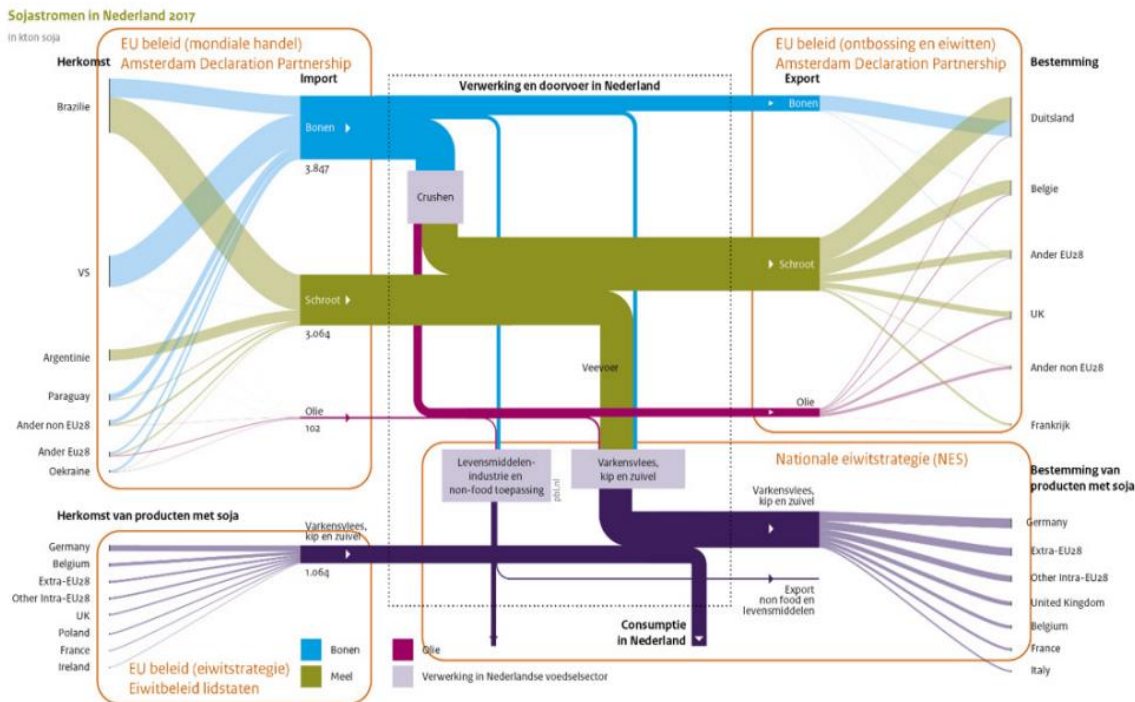 Sojastromen in Nederland 2017
in kton soja
EU beleid (mondiale handel)
Amsterdam Declaration Partnership
EU beleid (ontbossing en eiwitten)
Amsterdam Declaration Partnership
Herkomst
Import
Verwerking en doorvoer in Nederland
Export
Bestemming
Brazilie
VS
Argentinie
Paraguay
Ander non EU28
Ander Eu28
Oekraine
Bonen
3.847
Schroot
3.064
Olie
102
Crushen
Veevoer
Bonen
Schroot
Olie
Duitsland
Belgie
Ander EU28
UK
Ander non EU28
Frankrijk
Levensmiddelen-
industrie en
non-food toepassing
pbl.nl
Varkensvlees,
kip en zuivel
Nationale eiwitstrategie (NES)
Herkomst van producten met soja
Germany
Belgium
Extra-EU28
Other Intra-EU28
UK
Poland
France
Ireland
Varkensvlees,
kip en zuivel
1.064
Varkensvlees,
kip en zuivel
Export
non food en
levensmiddelen
Consumptie
in Nederland
Bestemming van
producten met soja
Germany
Extra-EU28
Other Intra-EU28
United Kingdom
Belgium
France
Italy
EU beleid (eiwitstrategie)
Eiwitbeleid lidstaten
Bonen
Meel
Olie
Verwerking in Nederlandse voedselsector